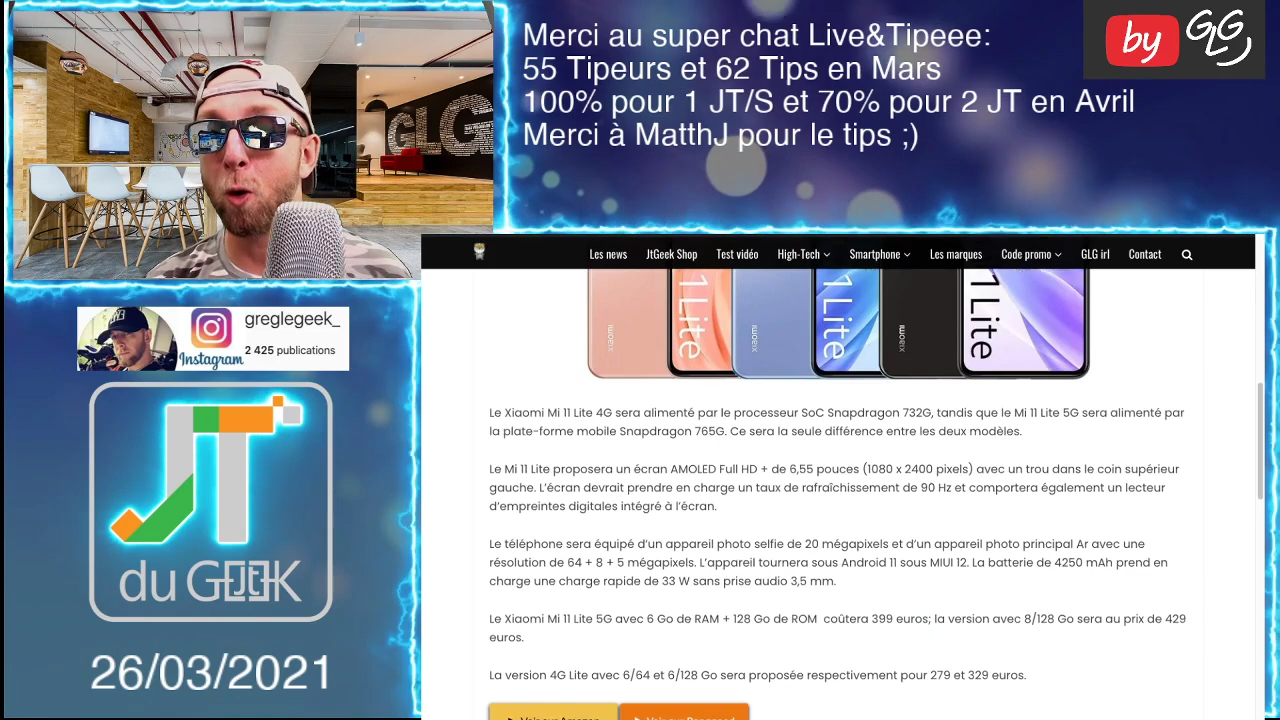 Merci au super chat Live&Tipeee:
55 Tipeurs et 62 Tips en Mars
100% pour 1 JT/S et 70% pour 2 JT en Avril
Merci à MatthJ pour le tips ;)
by GLG
GLG
greglegeek_
Instagram
2 425 publications
JT
du GEEK
26/03/2021
Les news JtGeek Shop Test vidéo High-Tech Smartphone Les marques Code promo GLG irl Contact
XIAOMI 11 Lite XIAOMI 11 Lite XIAOMI 11 Lite
Le Xiaomi Mi 11 Lite 4G sera alimenté par le processeur SoC Snapdragon 732G, tandis que le Mi 11 Lite 5G sera alimenté par
la plate-forme mobile Snapdragon 765G. Ce sera la seule différence entre les deux modèles.
Le Mi 11 Lite proposera un écran AMOLED Full HD + de 6,55 pouces (1080 x 2400 pixels) avec un trou dans le coin supérieur
gauche. L'écran devrait prendre en charge un taux de rafraîchissement de 90 Hz et comportera également un lecteur
d'empreintes digitales intégré à l'écran.
Le téléphone sera équipé d'un appareil photo selfie de 20 mégapixels et d'un appareil photo principal Ar avec une
résolution de 64 + 8 + 5 mégapixels. L'appareil tournera sous Android 11 sous MIUI 12. La batterie de 4250 mAh prend en
charge une charge rapide de 33 W sans prise audio 3,5 mm.
Le Xiaomi Mi 11 Lite 5G avec 6 Go de RAM + 128 Go de ROM coûtera 399 euros; la version avec 8/128 Go sera au prix de 429
euros.
La version 4G Lite avec 6/64 et 6/128 Go sera proposée respectivement pour 279 et 329 euros.